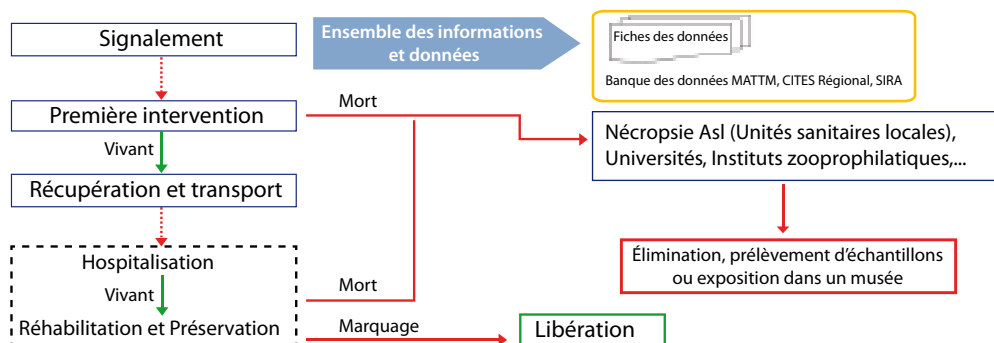 Signalement
Ensemble des informations
et données
Fiches des données
Banque des données MATTM, CITES Régional, SIRA
Première intervention
Mort
Nécropsie Asl (Unités sanitaires locales),
Universités, Instituts zooprophilatiques,...
Vivant
Récupération et transport
Élimination, prélèvement d'échantillons
ou exposition dans un musée
Hospitalisation
Vivant
Mort
Réhabilitation et Préservation
Marquage
Libération